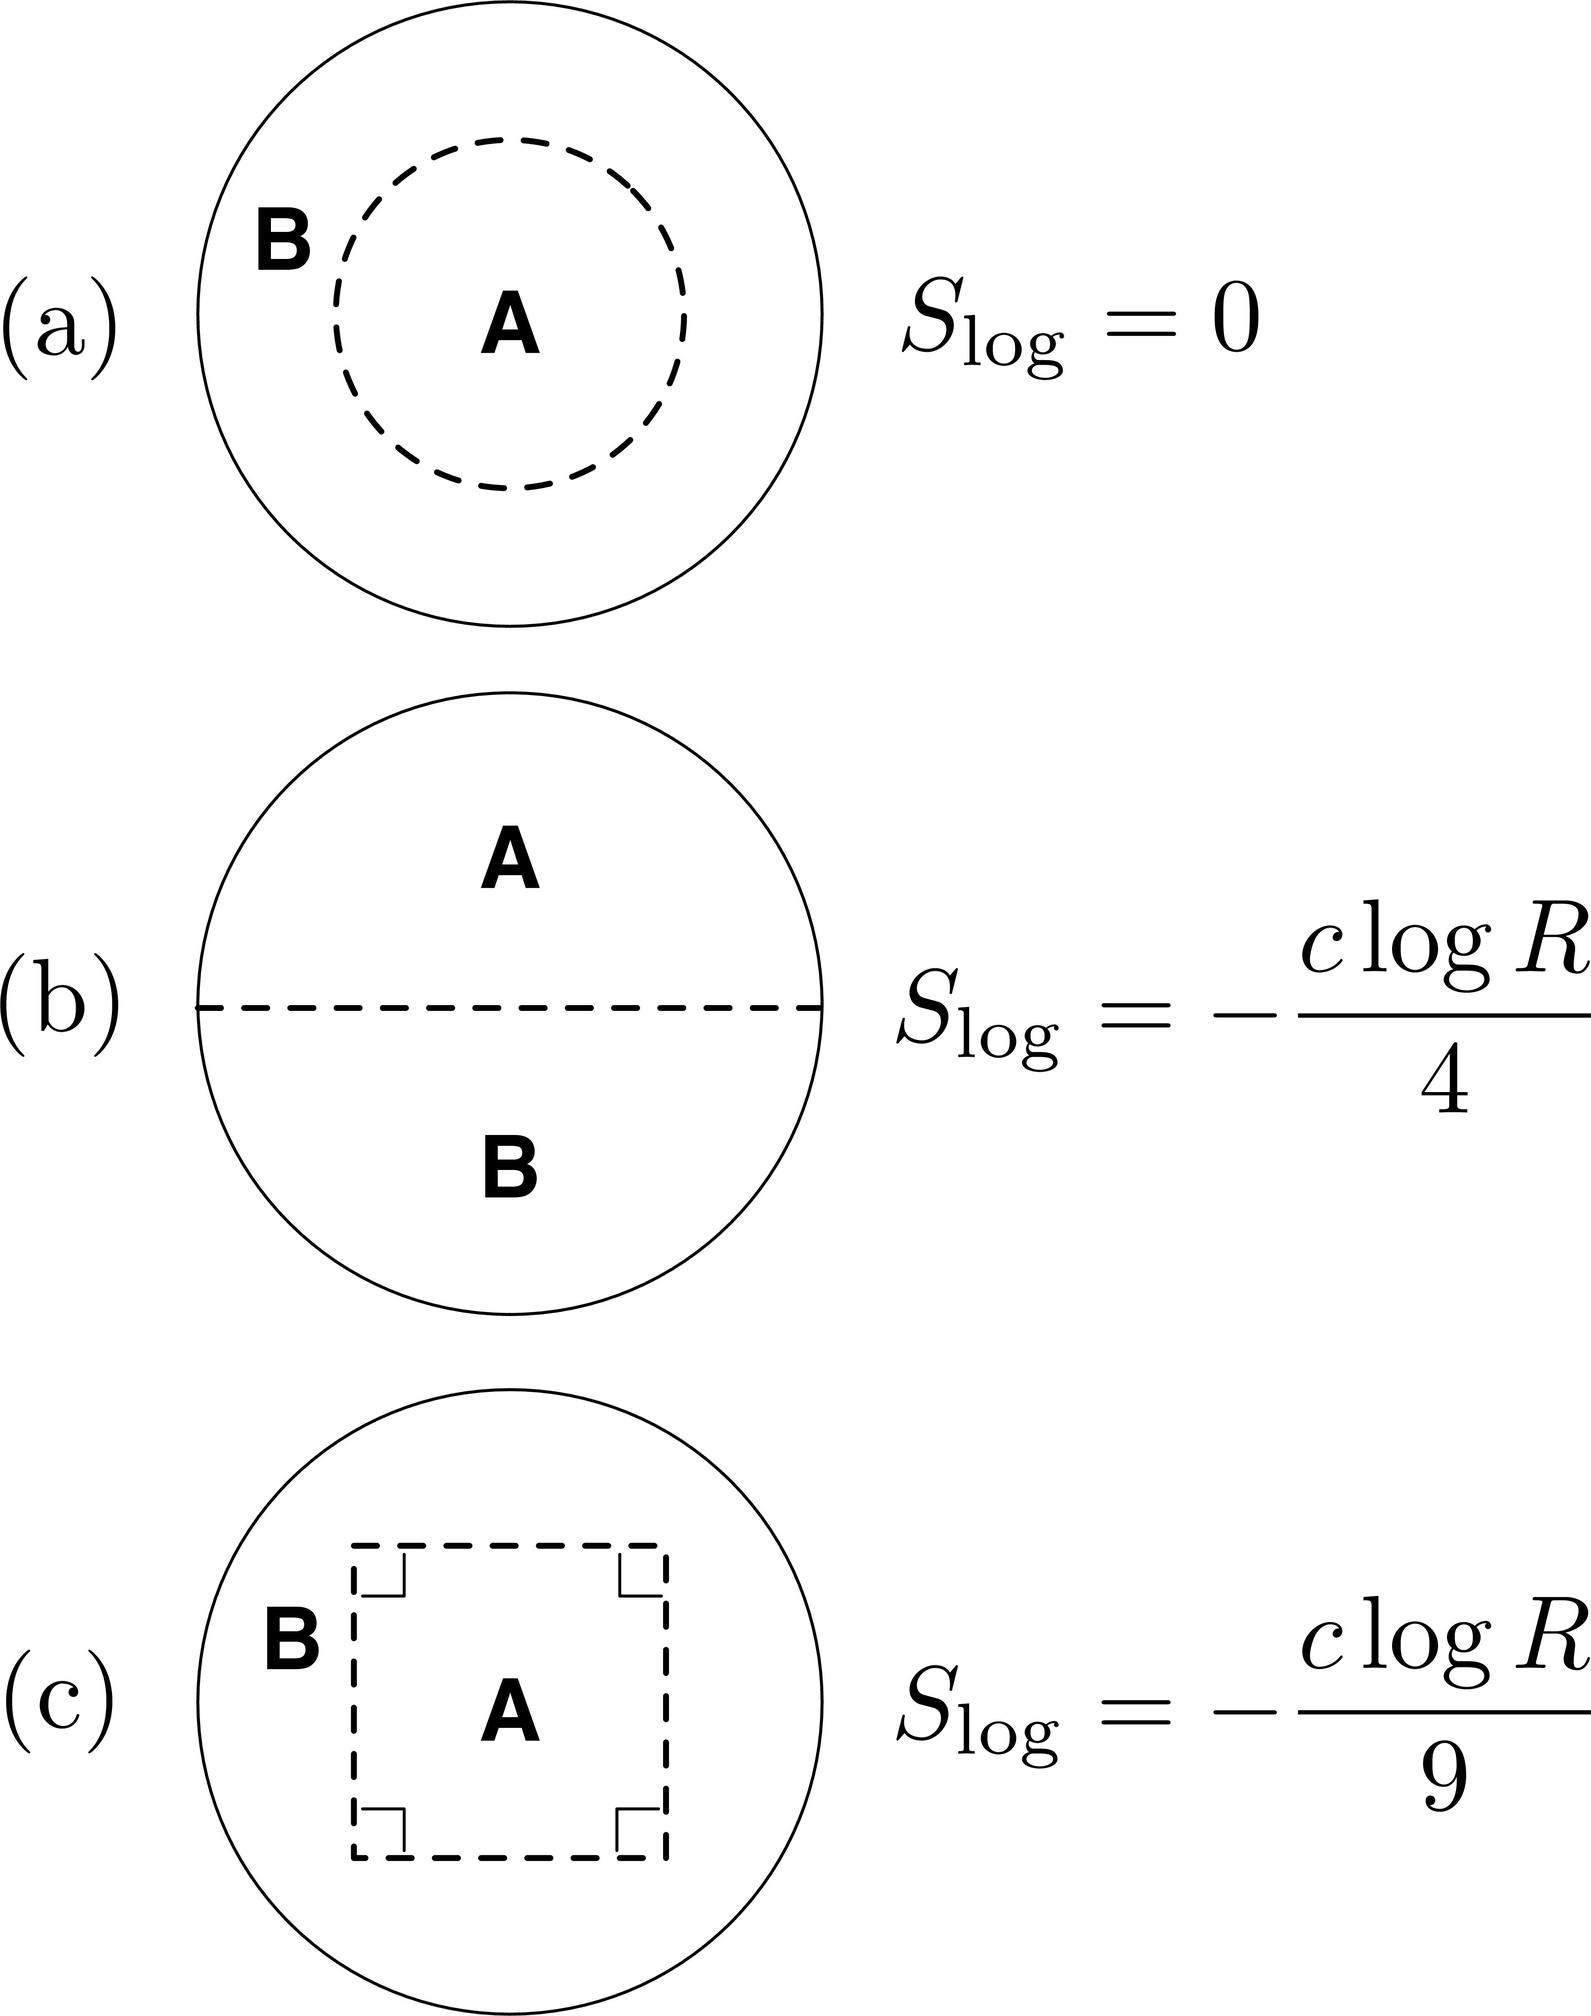 B
A
(a) $S_{\log} = 0$
A
(b) $S_{\log} = -\frac{c \log R}{4}$
B
B
A
(c) $S_{\log} = -\frac{c \log R}{9}$